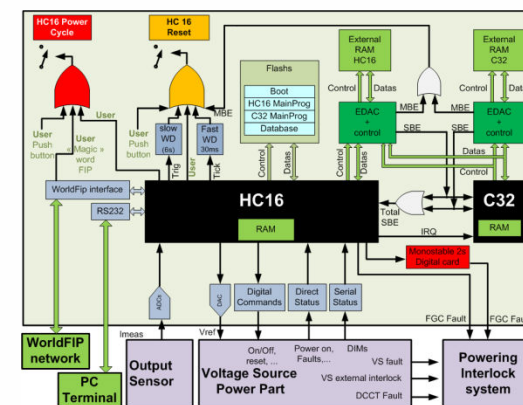 HC16 Power
Cycle
HC 16
Reset
External
RAM
HC16
External
RAM
C32
Flashs
Boot
HC16 MainProg
C32 MainProg
Database
Control
Datas
Control
Datas
User
User
MBE
MBE
MBE
EDAC
+
control
EDAC +
control
SBE
SBE
User
Push
button
User
« Magic »
word
FIP
User
Push
button
slow
WD
(6s)
Fast
WD
30ms
User
Trig
Tick
Control
Datas
Control
Datas
Datas
Control
WorldFip interface
RS232
HC16
RAM
Total
SBE
IRQ
C32
RAM
Monostable 2s
Digital card
ADCs
DAC
Digital
Commands
Direct
Status
Serial
Status
FGC Fault
FGC Fault
WorldFIP
network
PC
Terminal
Imeas
Vref
Output
Sensor
On/Off,
reset, ...
Power on,
Faults,...
DIMs
Voltage Source
Power Part
VS fault
VS external interlock
DCCT Fault
Powering
Interlock
system